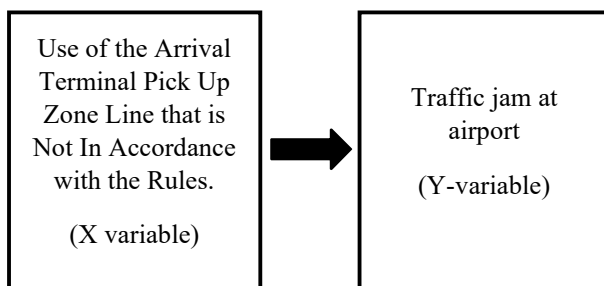 Use of the Arrival
Terminal Pick Up
Zone Line that is
Not In Accordance
with the Rules.
(X variable)
Traffic jam at
airport
(Y-variable)